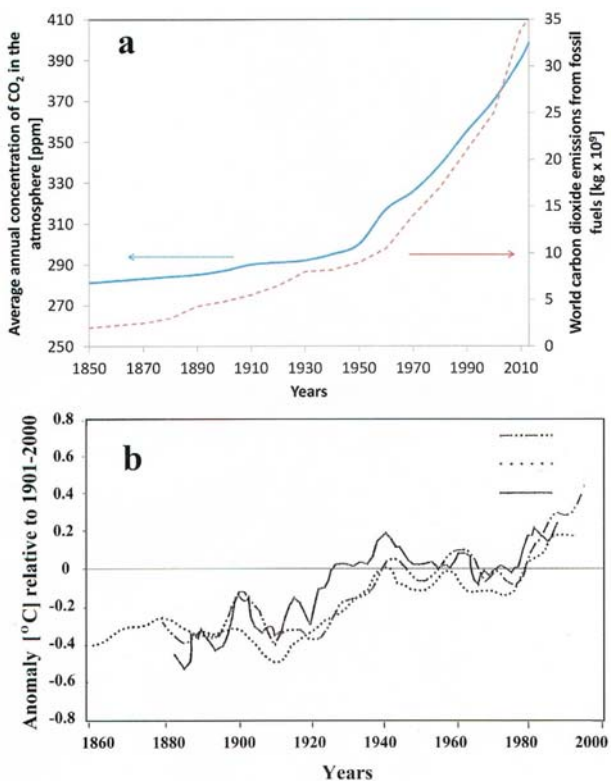 a
Average annual concentration of CO₂ in the
atmosphere [ppm]
410
390
370
350
330
310
290
270
250
35
30
25
20
15
10
5
0
World carbon dioxide emissions from fossil
fuels [kg x 10⁹]
1850 1870 1890 1910 1930 1950 1970 1990 2010
Years
b
Anomaly [°C] relative to 1901-2000
0.8
0.6
0.4
0.2
0
-0.2
-0.4
-0.6
-0.8
1860 1880 1900 1920 1940 1960 1980 2000
Years